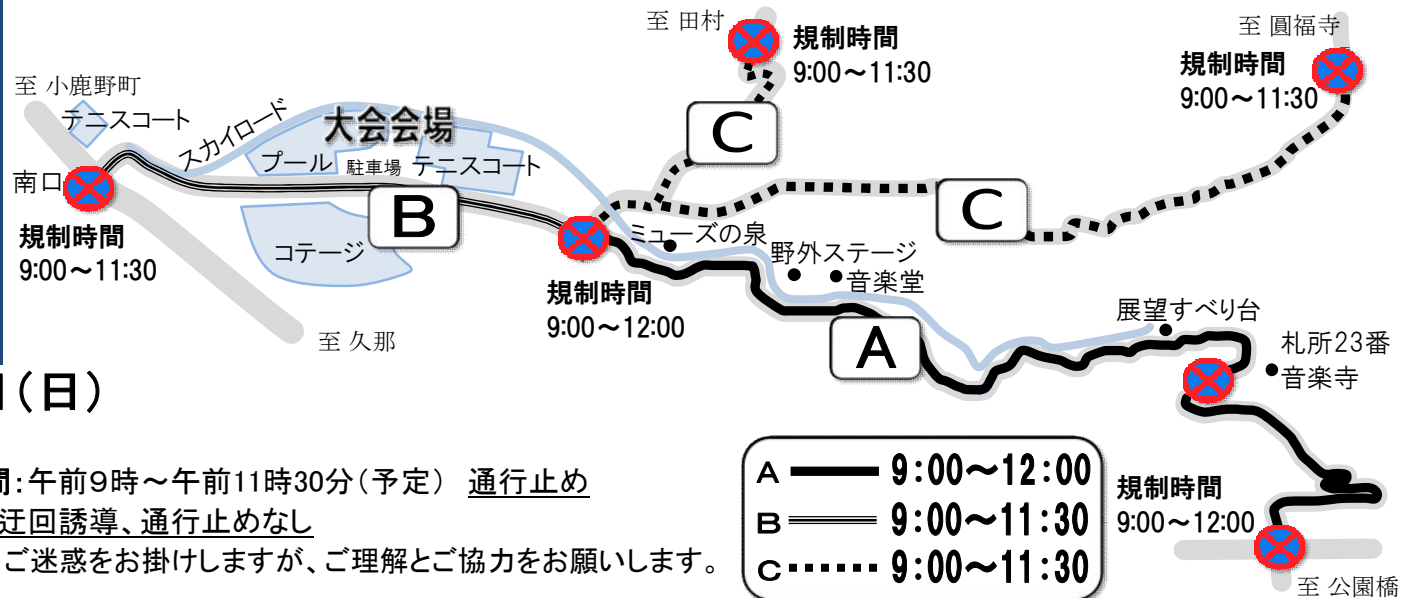 至 田村
規制時間
9:00～11:30
至 圓福寺
規制時間
9:00～11:30
至 小鹿野町
テニスコート
スカイロード
大会会場
プール
駐車場
テニスコート
C
南口
規制時間
9:00～11:30
B
コテージ
C
ミューズの泉
野外ステージ
音楽堂
規制時間
9:00～12:00
至 久那
A
展望すべり台
札所23番
音楽寺
（日）
間：午前９時～午前11時30分（予定） 通行止め
迂回誘導、通行止めなし
ご迷惑をお掛けしますが、ご理解とご協力をお願いします。
A 9:00～12:00
B 9:00～11:30
C 9:00～11:30
規制時間
9:00～12:00
至 公園橋